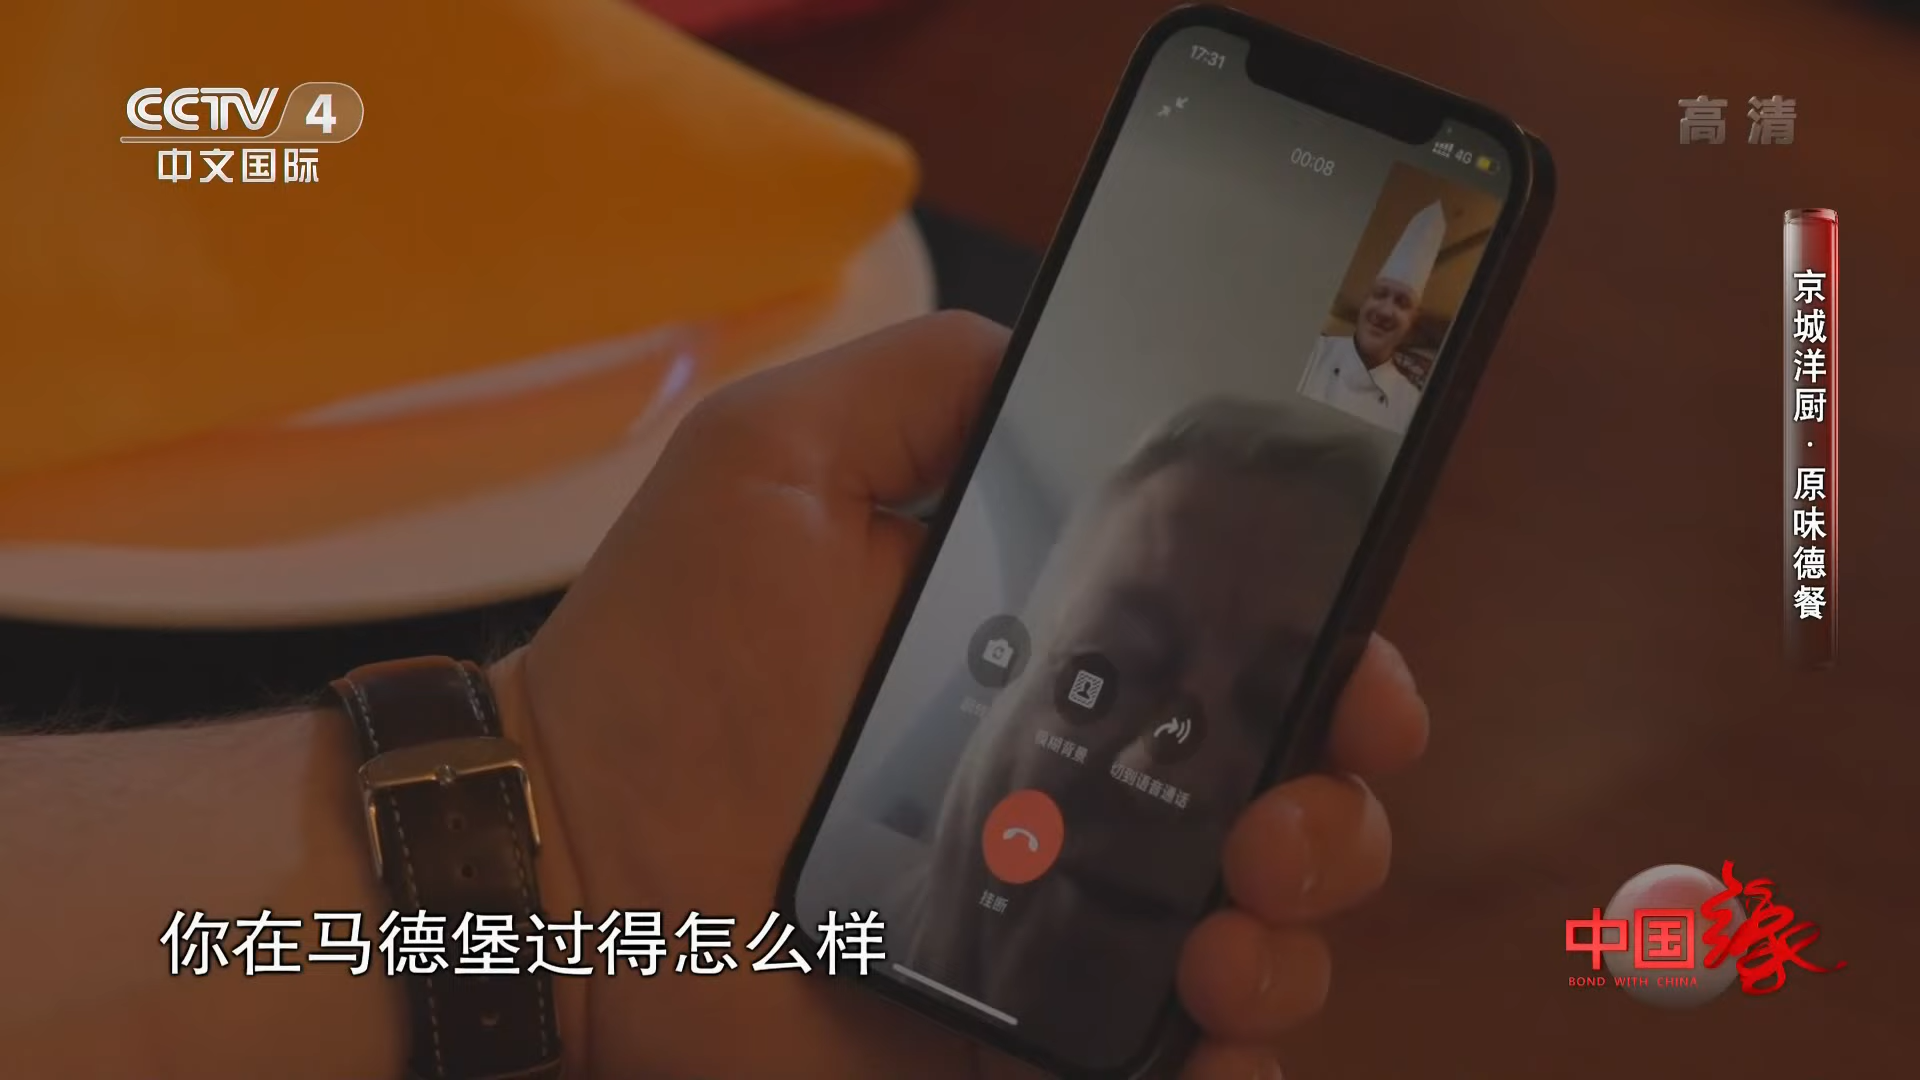 CCTV 4
中文国际
高清
17:31
4G
00:08
京城洋厨·原味德餐
模糊背景
切到语音通话
挂断
你在马德堡过得怎么样
中国缘
BOND WITH CHINA